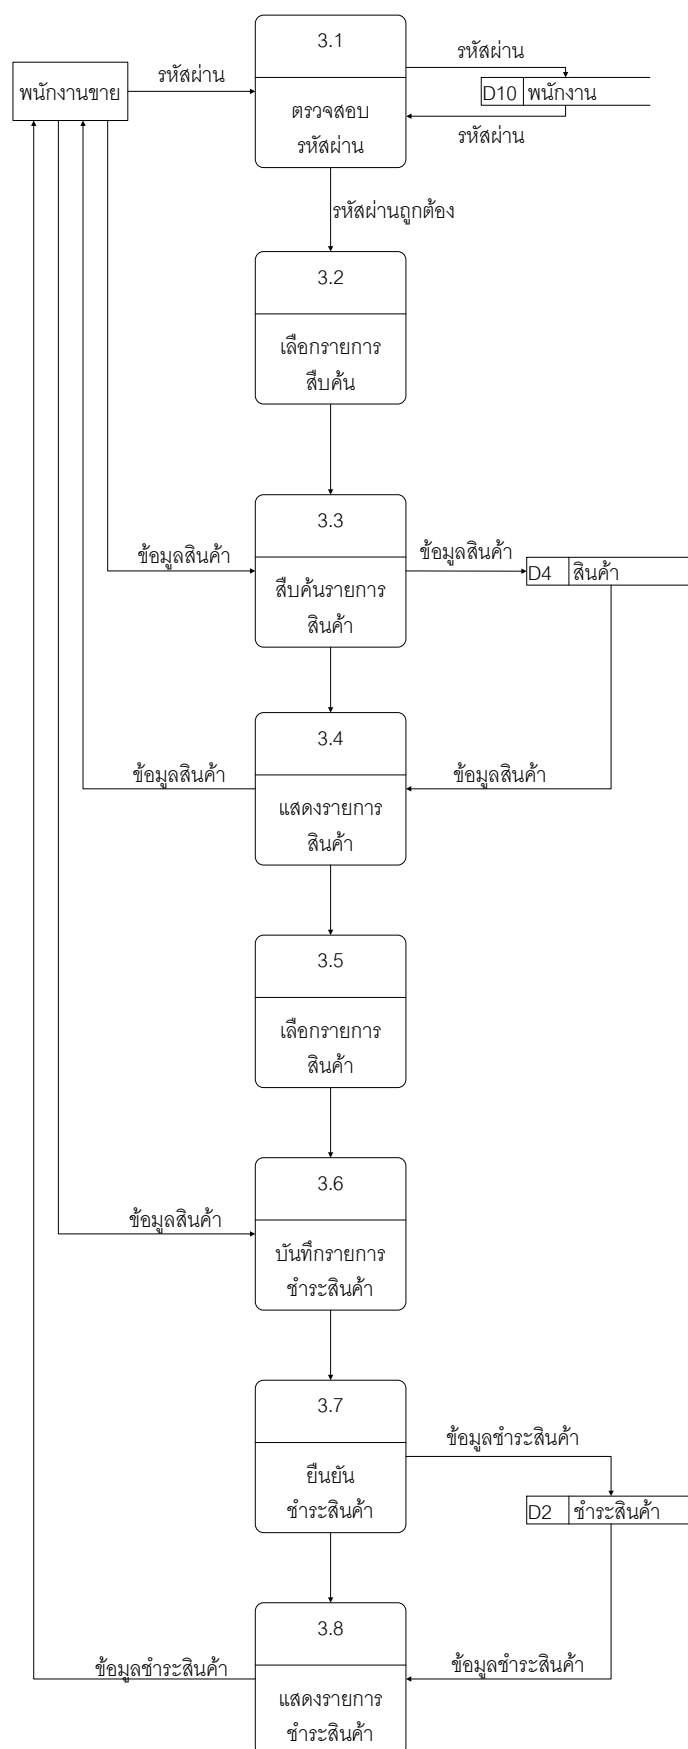 3.1
รหัสผ่าน
รหัสผ่าน
พนักงานขาย
D10 พนักงาน
ตรวจสอบ
รหัสผ่าน
รหัสผ่าน
รหัสผ่านถูกต้อง
3.2
เลือกรายการ
สืบค้น
3.3
ข้อมูลสินค้า
ข้อมูลสินค้า
D4 สินค้า
สืบค้นรายการ
สินค้า
3.4
ข้อมูลสินค้า
ข้อมูลสินค้า
แสดงรายการ
สินค้า
3.5
เลือกรายการ
สินค้า
3.6
ข้อมูลสินค้า
บันทึกรายการ
ชำระสินค้า
3.7
ข้อมูลชำระสินค้า
ยืนยัน
ชำระสินค้า
D2 ชำระสินค้า
3.8
ข้อมูลชำระสินค้า
ข้อมูลชำระสินค้า
แสดงรายการ
ชำระสินค้า